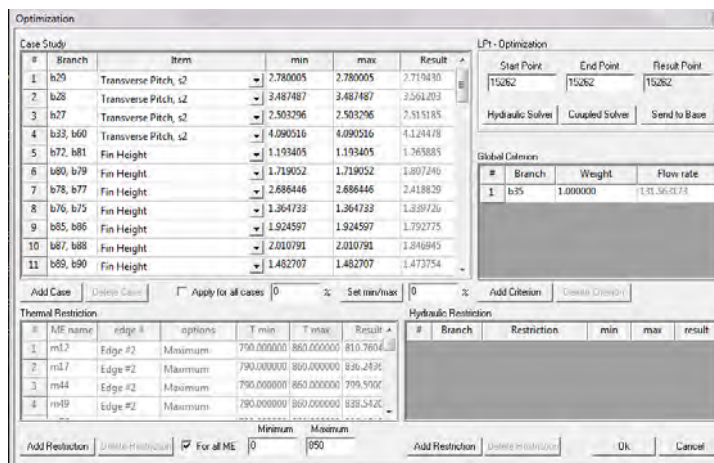 Optimization
Case Study
# Branch Item min max Result
1 b29 Transverse Pitch, s2 2.780005 2.780005 2.719430
2 b28 Transverse Pitch, s2 3.487487 3.487487 3.561203
3 b27 Transverse Pitch, s2 2.503296 2.503296 2.515185
4 b33, b60 Transverse Pitch, s2 4.090516 4.090516 4.124478
5 b72, b81 Fin Height 1.193405 1.193405 1.265885
6 b80, b79 Fin Height 1.719052 1.719052 1.807246
7 b78, b77 Fin Height 2.686446 2.686446 2.418829
8 b76, b75 Fin Height 1.364733 1.364733 1.339726
9 b85, b86 Fin Height 1.924597 1.924597 1.792775
10 b87, b88 Fin Height 2.010791 2.010791 1.846945
11 b89, b90 Fin Height 1.482707 1.482707 1.473754
Add Case Delete Case Apply for all cases 0 % Set min/max 0 %
LPt - Optimization
Start Point End Point Result Point
15262 15262 15262
Hydraulic Solver Coupled Solver Send to Base
Global Criterion
# Branch Weight Flow rate
1 b35 1.000000 131.563173
Add Criterion Delete Criterion
Thermal Restriction
# ME name edge # options T min T max Result
1 m12 Edge #2 Maximum 790.000000 860.000000 810.7604
2 m17 Edge #2 Maximum 790.000000 860.000000 836.2436
3 m44 Edge #2 Maximum 790.000000 860.000000 799.5900
4 m49 Edge #2 Maximum 790.000000 860.000000 838.5420
Minimum Maximum
Add Restriction Delete Restriction For all ME 0 850
Hydraulic Restriction
# Branch Restriction min max result
Add Restriction Delete Restriction Ok Cancel